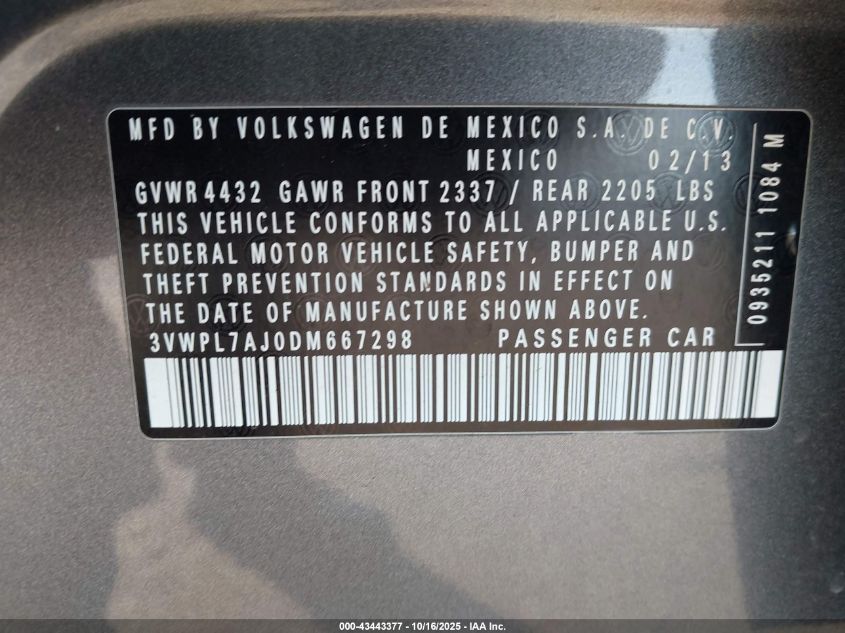 MFD BY VOLKSWAGEN DE MEXICO S.A. DE C.V.
MEXICO 02/13
GVWR 4432 GAWR FRONT 2337 / REAR 2205 LBS
THIS VEHICLE CONFORMS TO ALL APPLICABLE U.S.
FEDERAL MOTOR VEHICLE SAFETY, BUMPER AND
THEFT PREVENTION STANDARDS IN EFFECT ON
THE DATE OF MANUFACTURE SHOWN ABOVE.
3VWPL7AJ0DM667298 PASSENGER CAR
0935211 1084 M
000-43443377 - 10/16/2025 - IAA Inc.